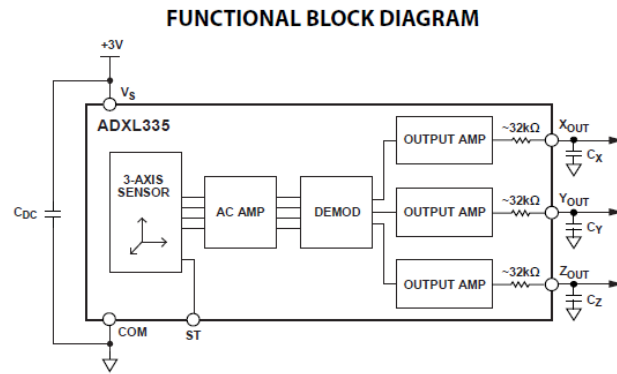 FUNCTIONAL BLOCK DIAGRAM
+3V
VS
ADXL335
3-AXIS
SENSOR
AC AMP
DEMOD
OUTPUT AMP
~32kΩ
XOUT
CX
OUTPUT AMP
~32kΩ
YOUT
CY
OUTPUT AMP
~32kΩ
ZOUT
CZ
CDC
COM
ST